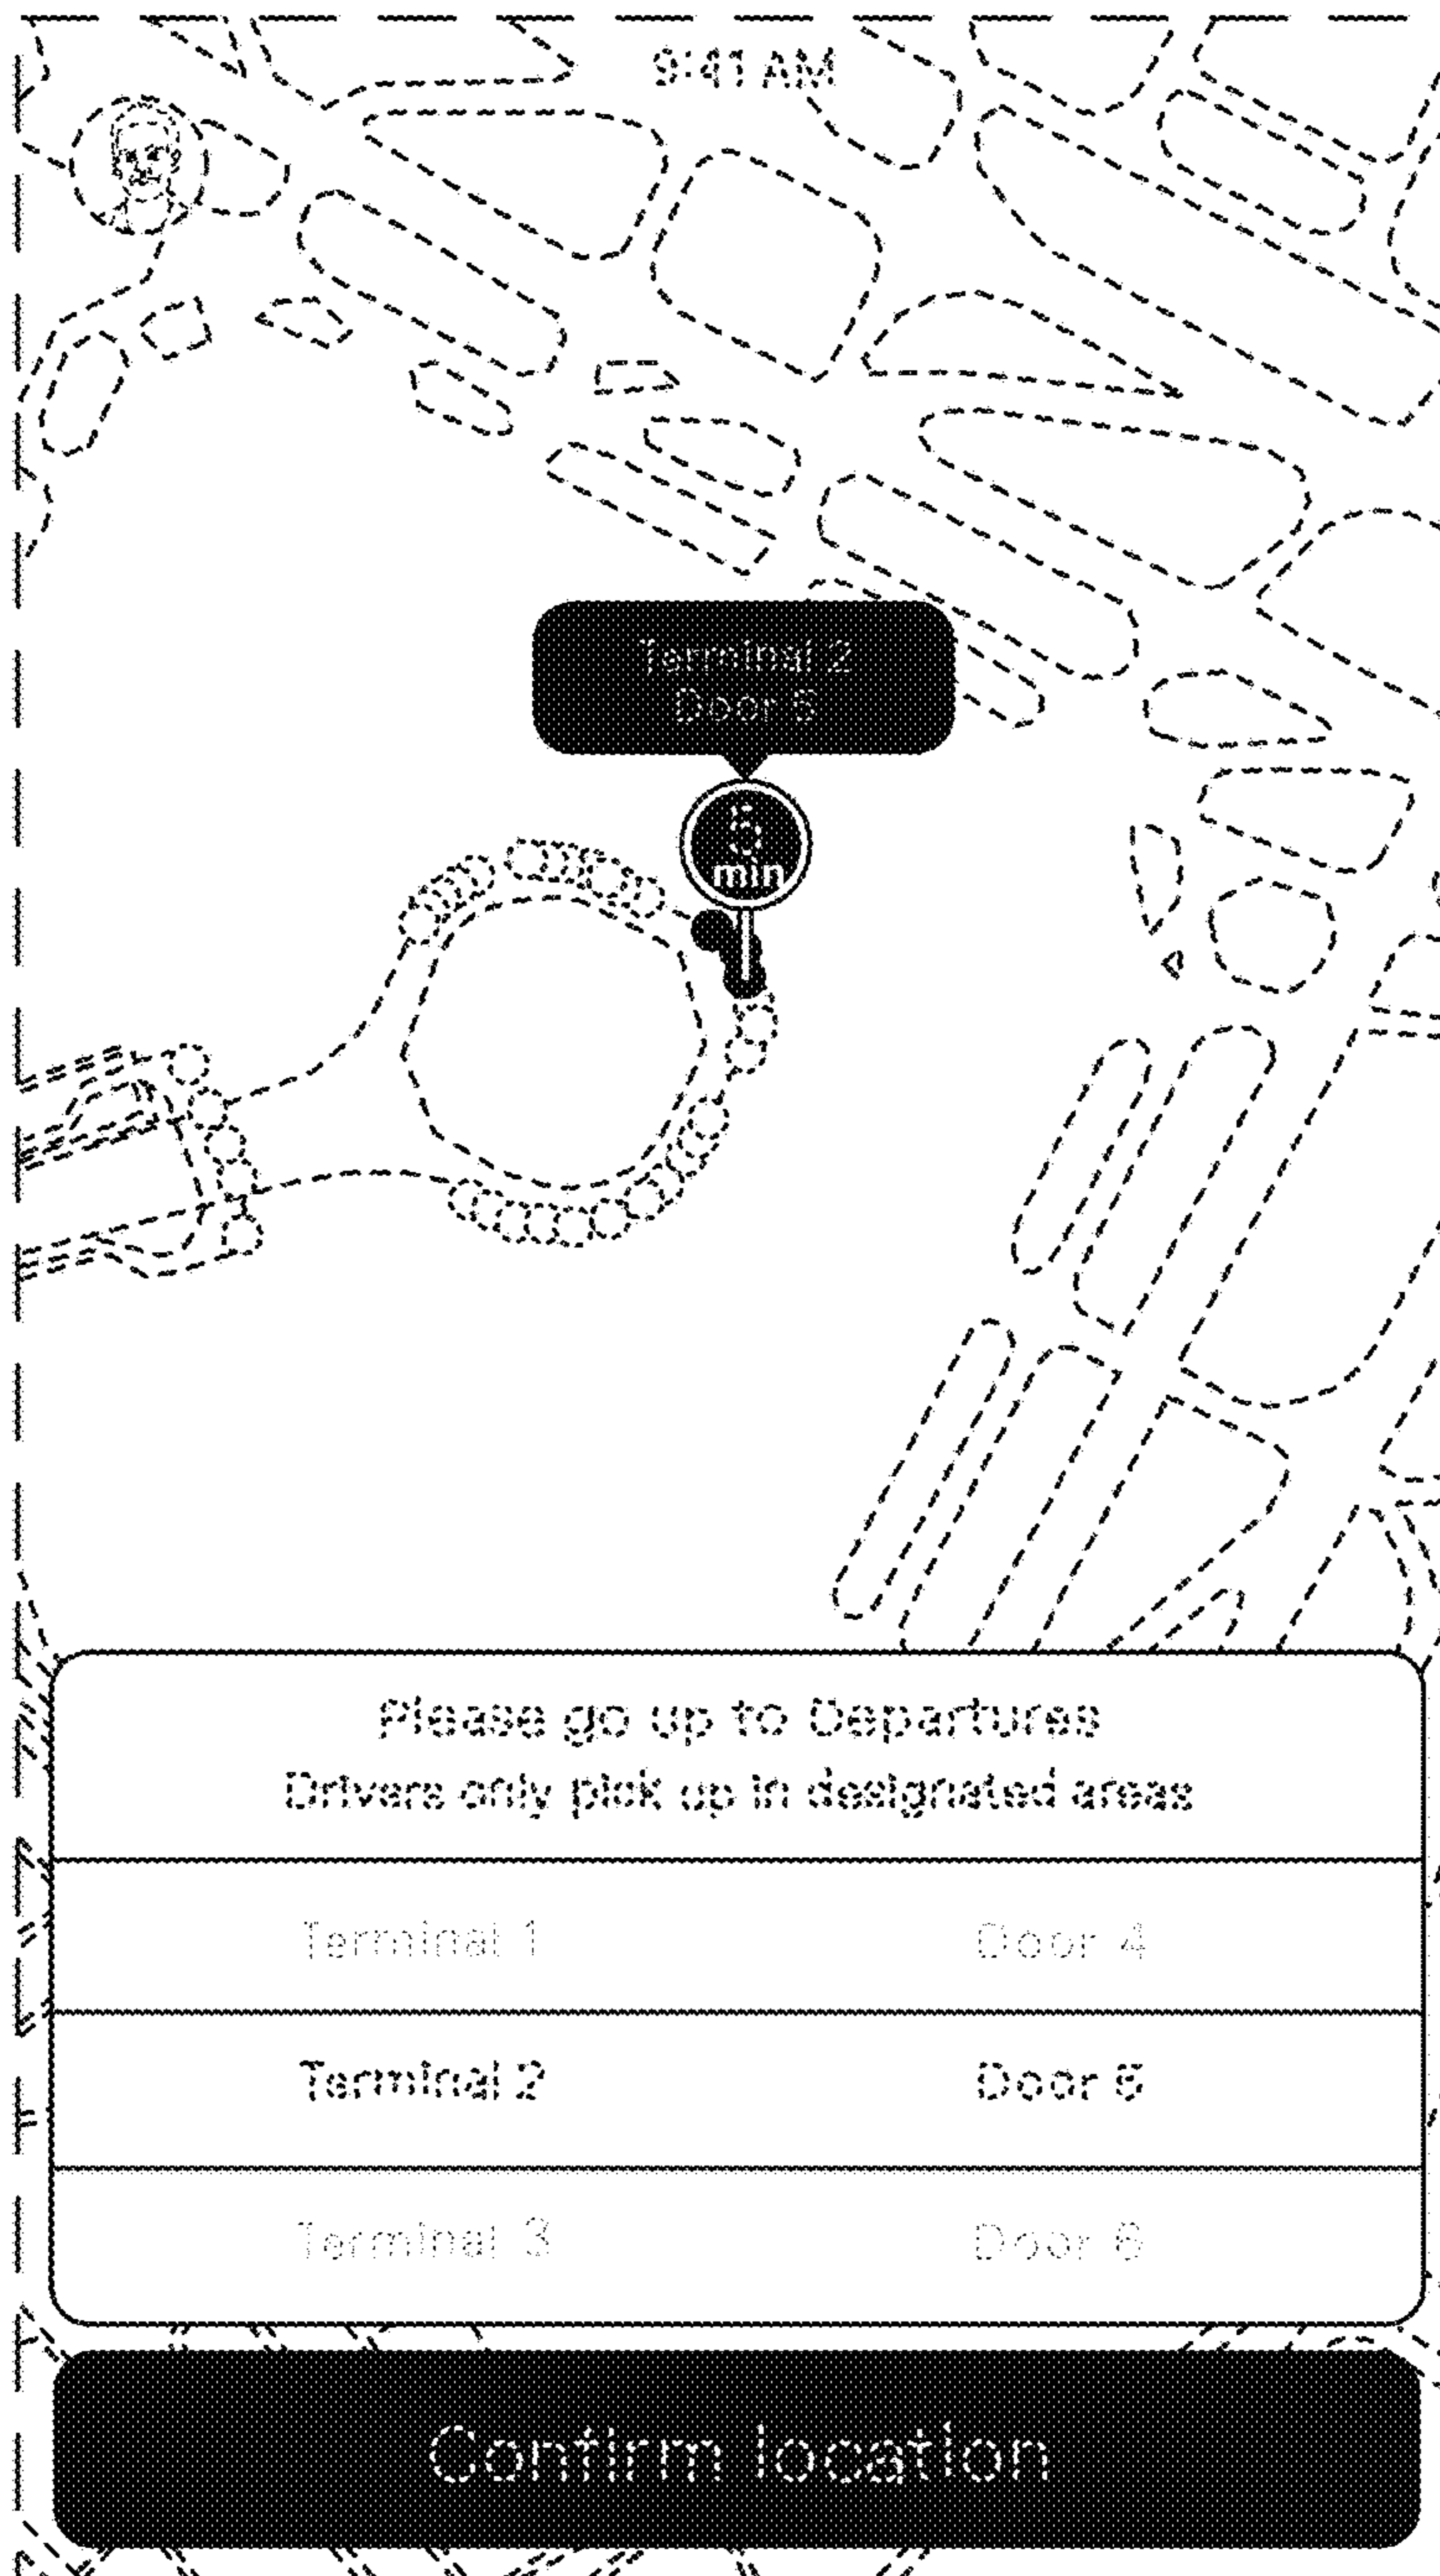 9:41 AM
Terminal 2
Door 5
5
min
Please go up to Departures
Drivers only pick up in designated areas
Terminal 1 Door 4
Terminal 2 Door 5
Terminal 3 Door 6
Confirm location